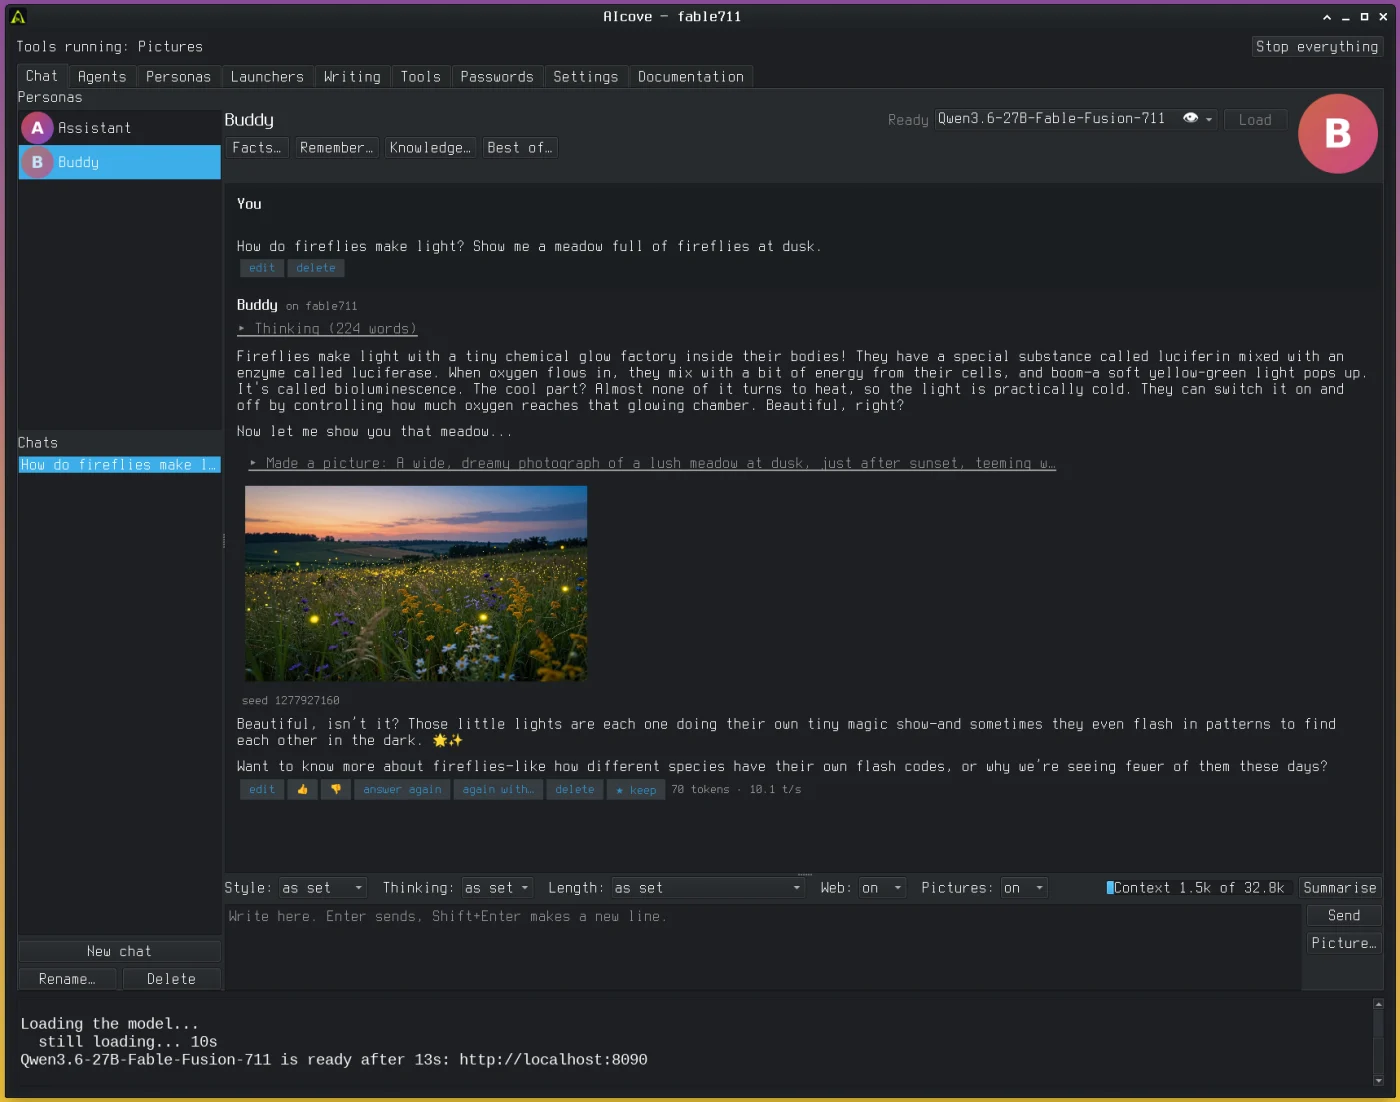 AIcove — fable711
Tools running: Pictures
Stop everything
Chat
Agents
Personas
Launchers
Writing
Tools
Passwords
Settings
Documentation
Personas
A Assistant
B Buddy
Buddy
Ready
Qwen3.6-27B-Fable-Fusion-711
Load
B
Facts…
Remember…
Knowledge…
Best of…
You
How do fireflies make light? Show me a meadow full of fireflies at dusk.
edit
delete
Buddy on fable711
▸ Thinking (224 words)
Fireflies make light with a tiny chemical glow factory inside their bodies! They have a special substance called luciferin mixed with an
enzyme called luciferase. When oxygen flows in, they mix with a bit of energy from their cells, and boom—a soft yellow-green light pops up.
It's called bioluminescence. The cool part? Almost none of it turns to heat, so the light is practically cold. They can switch it on and
off by controlling how much oxygen reaches that glowing chamber. Beautiful, right?
Now let me show you that meadow...
▸ Made a picture: A wide, dreamy photograph of a lush meadow at dusk, just after sunset, teeming w…
seed 1277927160
Beautiful, isn't it? Those little lights are each one doing their own tiny magic show—and sometimes they even flash in patterns to find
each other in the dark. 🌟✨
Want to know more about fireflies—like how different species have their own flash codes, or why we're seeing fewer of them these days?
edit
👍
👎
answer again
again with…
delete
★ keep
70 tokens · 10.1 t/s
Chats
How do fireflies make l…
New chat
Rename…
Delete
Style: as set
Thinking: as set
Length: as set
Web: on
Pictures: on
Context 1.5k of 32.8k
Summarise
Write here. Enter sends, Shift+Enter makes a new line.
Send
Picture…
Loading the model...
still loading... 10s
Qwen3.6-27B-Fable-Fusion-711 is ready after 13s: http://localhost:8090